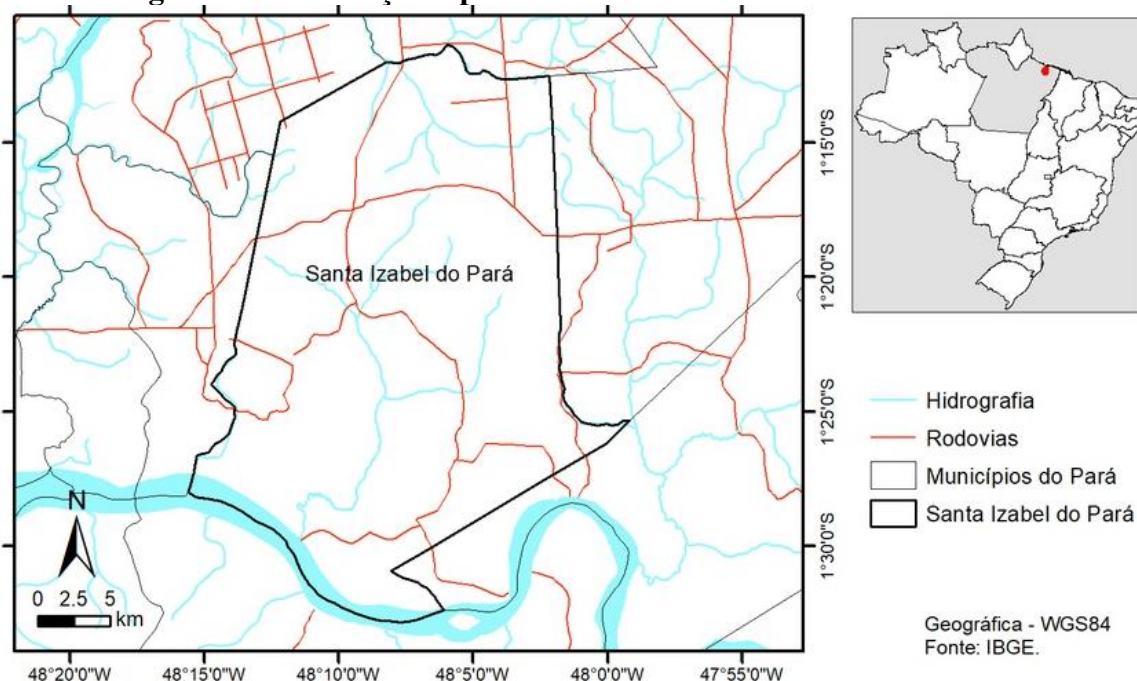 1°15'0"S
1°20'0"S
1°25'0"S
1°30'0"S
Santa Izabel do Pará
N
0 2.5 5
km
48°20'0"W 48°15'0"W 48°10'0"W 48°5'0"W 48°0'0"W 47°55'0"W
Hidrografia
Rodovias
Municípios do Pará
Santa Izabel do Pará
Geográfica - WGS84
Fonte: IBGE.